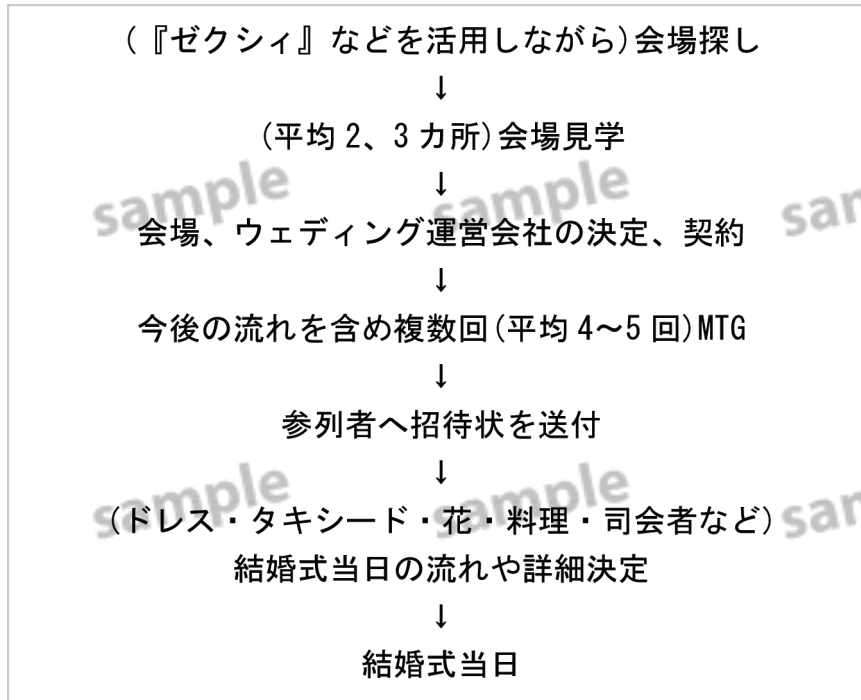 (『ゼクシィ』などを活用しながら)会場探し
↓
(平均2、3カ所)会場見学
↓
sample sample sam
会場、ウェディング運営会社の決定、契約
↓
今後の流れを含め複数回(平均4〜5回)MTG
↓
参列者へ招待状を送付
↓
sample sample sam
(ドレス・タキシード・花・料理・司会者など)
結婚式当日の流れや詳細決定
↓
結婚式当日